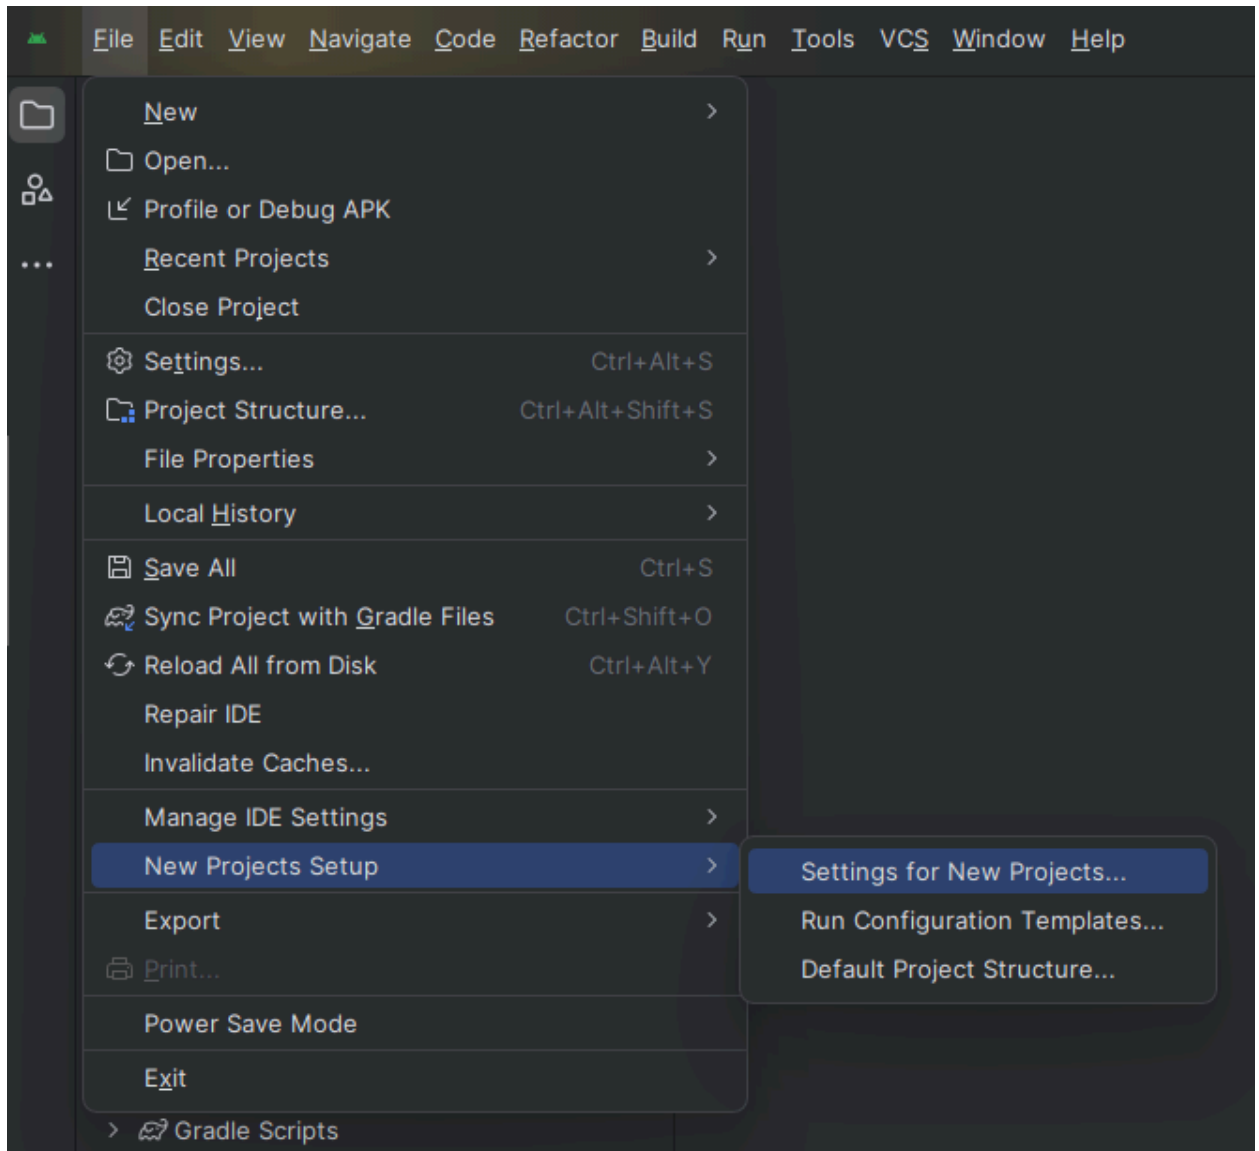 File Edit View Navigate Code Refactor Build Run Tools VCS Window Help
New
Open...
Profile or Debug APK
Recent Projects
Close Project
Settings... Ctrl+Alt+S
Project Structure... Ctrl+Alt+Shift+S
File Properties
Local History
Save All Ctrl+S
Sync Project with Gradle Files Ctrl+Shift+O
Reload All from Disk Ctrl+Alt+Y
Repair IDE
Invalidate Caches...
Manage IDE Settings
New Projects Setup
Settings for New Projects...
Run Configuration Templates...
Default Project Structure...
Export
Print...
Power Save Mode
Exit
Gradle Scripts